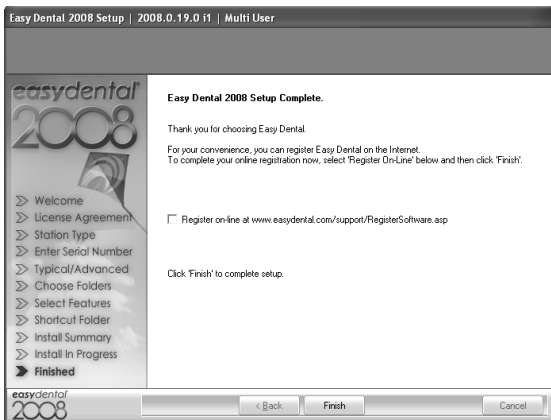 Easy Dental 2008 Setup | 2008.0.19.0 i1 | Multi User
easydental
2008
Welcome
License Agreement
Station Type
Enter Serial Number
Typical/Advanced
Choose Folders
Select Features
Shortcut Folder
Install Summary
Install In Progress
Finished
Easy Dental 2008 Setup Complete.
Thank you for choosing Easy Dental.
For your convenience, you can register Easy Dental on the Internet.
To complete your online registration now, select 'Register On-Line' below and then click 'Finish'.
Register on-line at www.easydental.com/support/RegisterSoftware.asp
Click 'Finish' to complete setup.
easydental
2008
< Back
Finish
Cancel